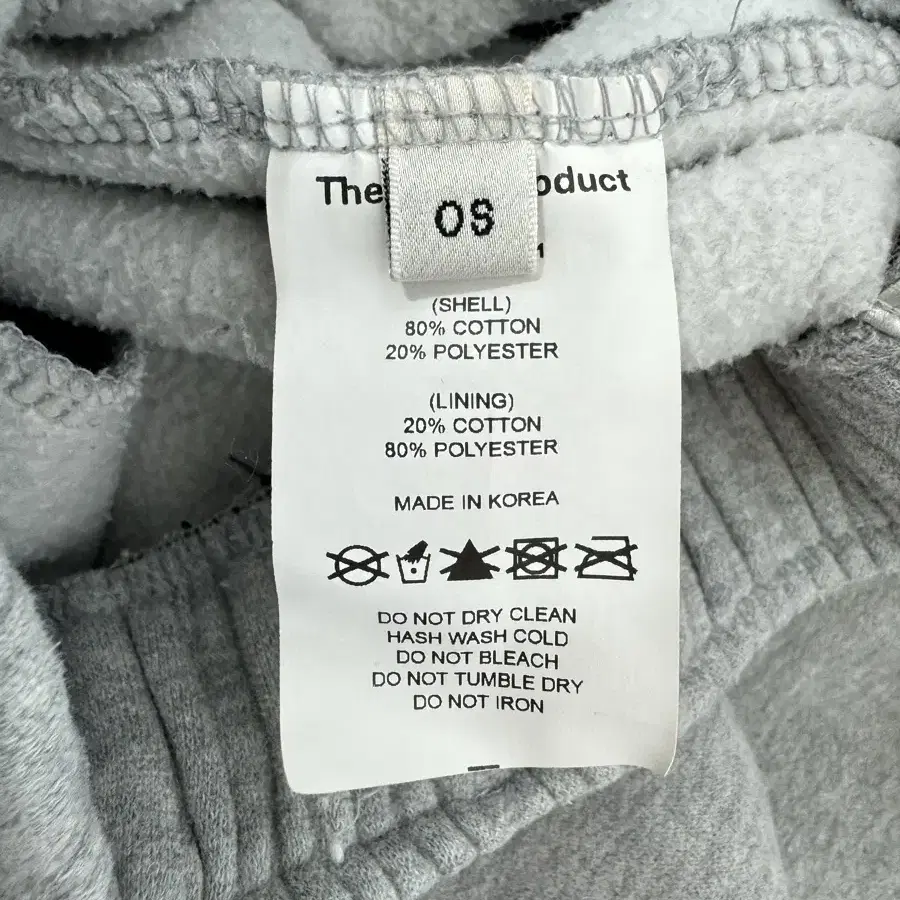 The
OS
(SHELL)
80% COTTON
20% POLYESTER
(LINING)
20% COTTON
80% POLYESTER
MADE IN KOREA
DO NOT DRY CLEAN
HASH WASH COLD
DO NOT BLEACH
DO NOT TUMBLE DRY
DO NOT IRON